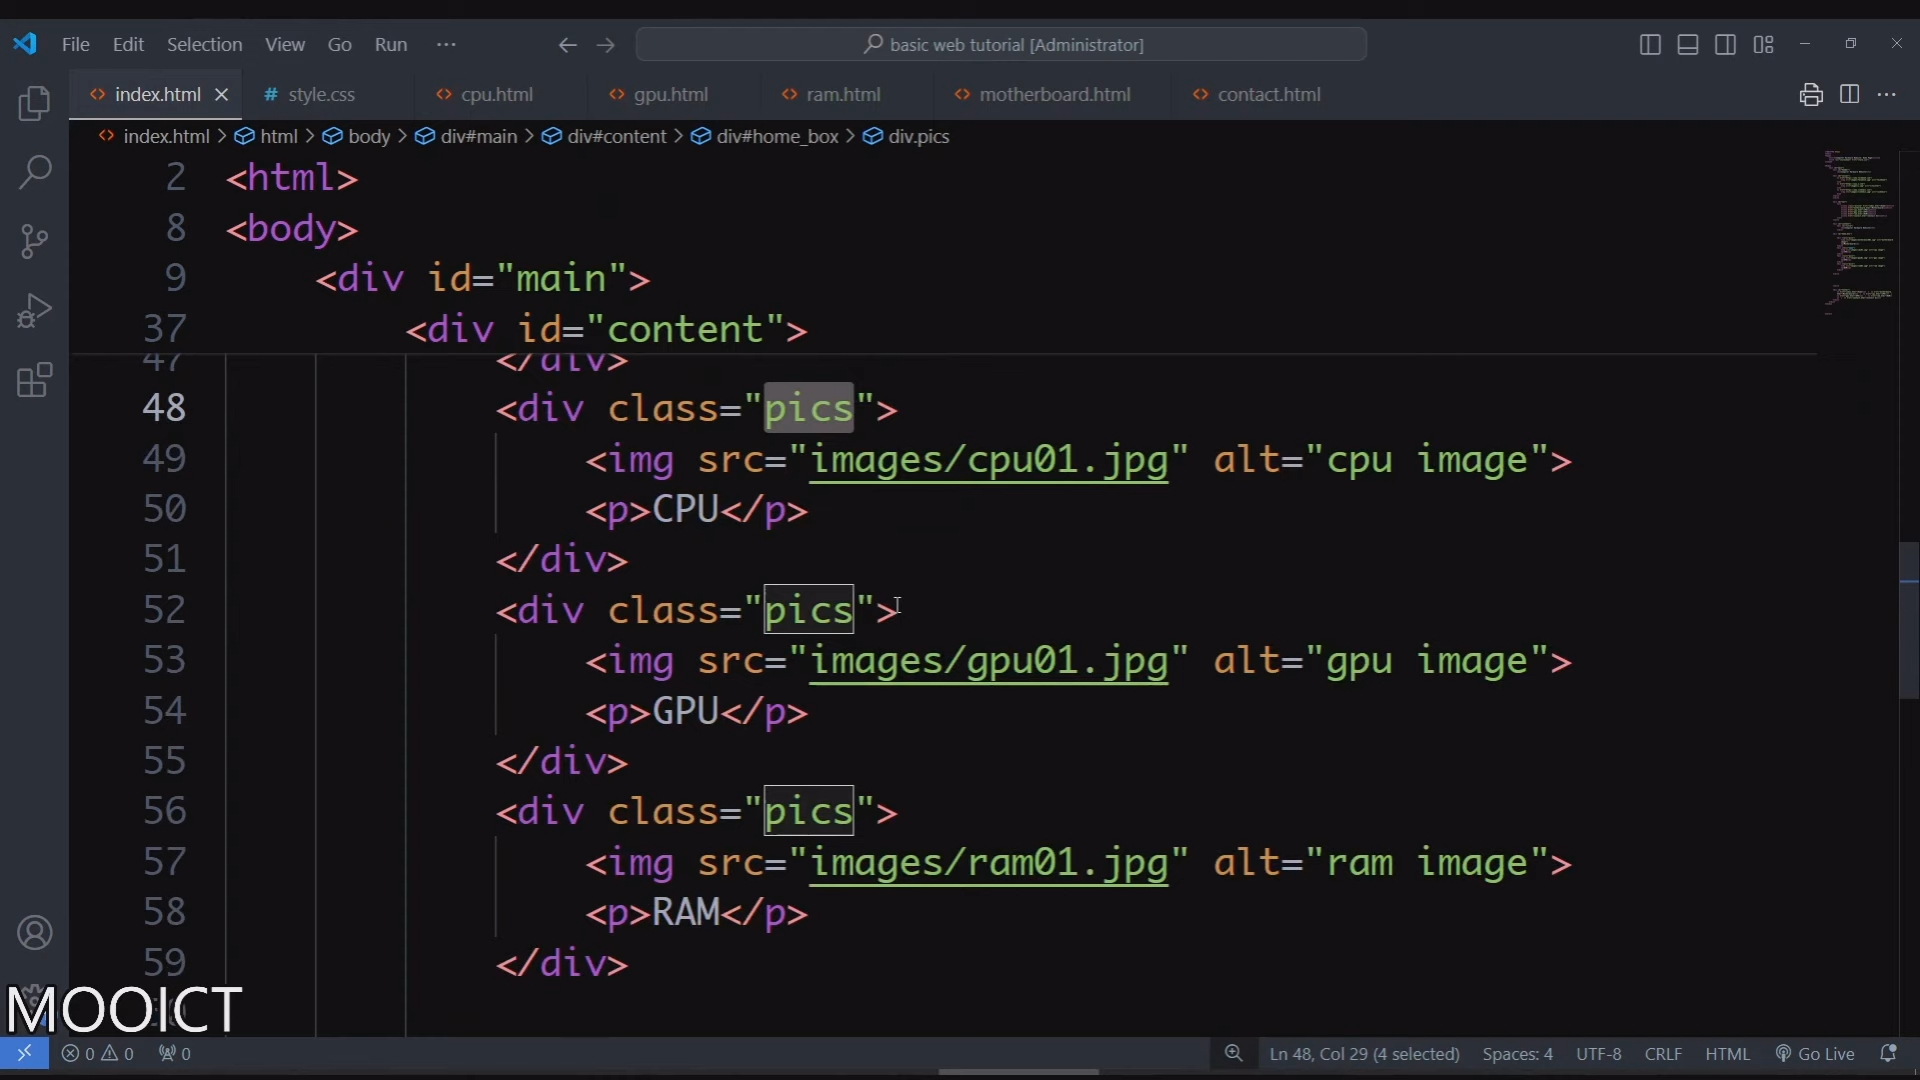 File Edit Selection View Go Run ...
basic web tutorial [Administrator]
index.html # style.css cpu.html gpu.html ram.html motherboard.html contact.html
index.html > html > body > div#main > div#content > div#home_box > div.pics
2 <html>
8 <body>
9 <div id="main">
37 <div id="content">
47 </div>
48 <div class="pics">
49 <img src="images/cpu01.jpg" alt="cpu image">
50 <p>CPU</p>
51 </div>
52 <div class="pics">
53 <img src="images/gpu01.jpg" alt="gpu image">
54 <p>GPU</p>
55 </div>
56 <div class="pics">
57 <img src="images/ram01.jpg" alt="ram image">
58 <p>RAM</p>
59 </div>
MOOICT
0 0 0 Ln 48, Col 29 (4 selected) Spaces: 4 UTF-8 CRLF HTML Go Live